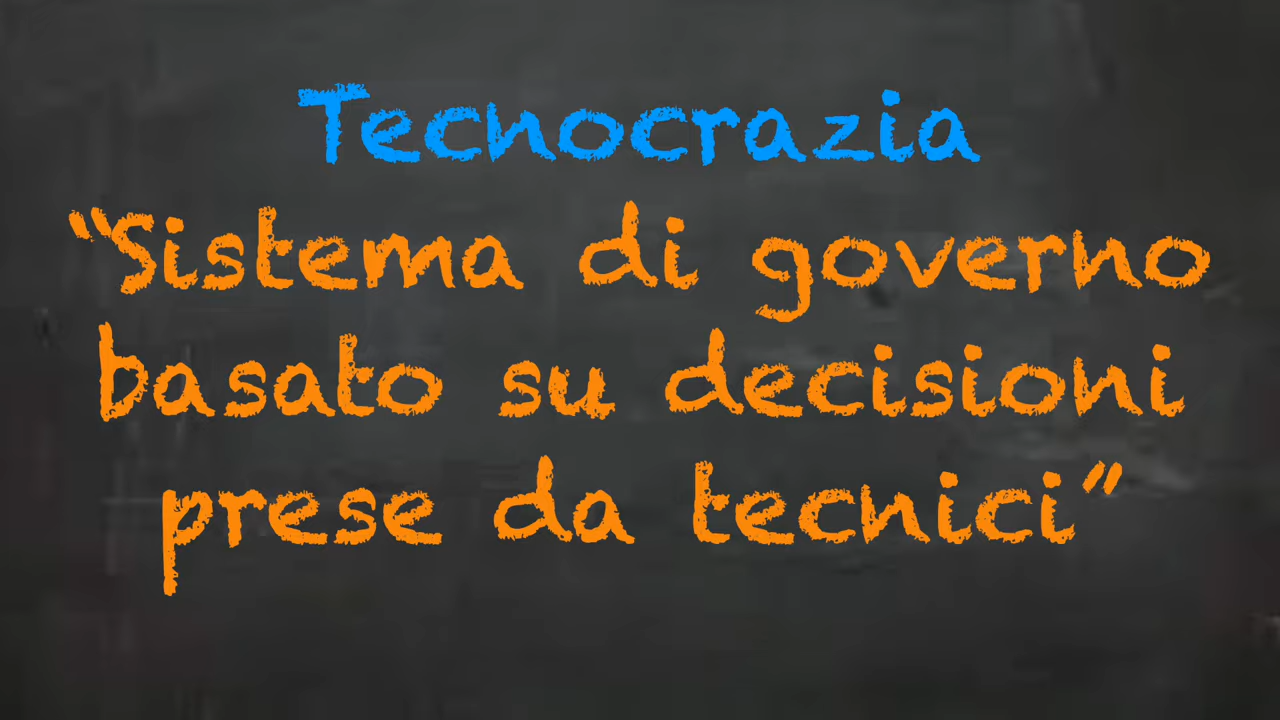 Tecnocrazia
“Sistema di governo
basato su decisioni
prese da tecnici”